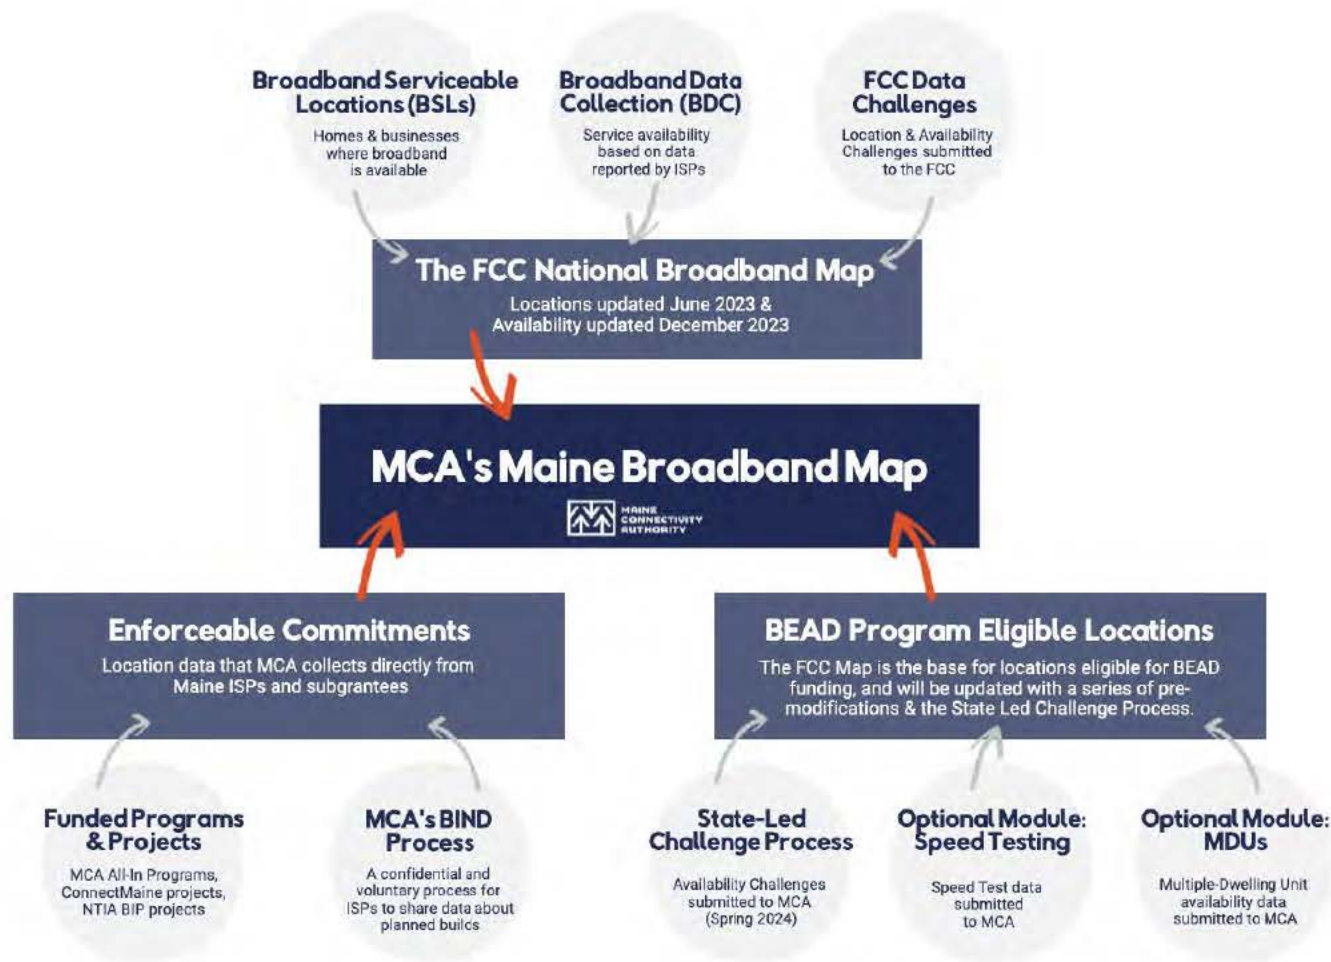 Broadband Serviceable
Locations (BSLs)
Homes & businesses
where broadband
is available
Broadband Data
Collection (BDC)
Service availability
based on data
reported by ISPs
FCC Data
Challenges
Location & Availability
Challenges submitted
to the FCC
The FCC National Broadband Map
Locations updated June 2023 &
Availability updated December 2023
MCA's Maine Broadband Map
MAINE
CONNECTIVITY
AUTHORITY
Enforceable Commitments
Location data that MCA collects directly from
Maine ISPs and subgrantees
BEAD Program Eligible Locations
The FCC Map is the base for locations eligible for BEAD
funding, and will be updated with a series of pre-
modifications & the State Led Challenge Process.
Funded Programs
& Projects
MCA All-In Programs,
ConnectMaine projects,
NTIA BIP projects
MCA's BIND
Process
A confidential and
voluntary process for
ISPs to share data about
planned builds
State-Led
Challenge Process
Availability Challenges
submitted to MCA
(Spring 2024)
Optional Module:
Speed Testing
Speed Test data
submitted
to MCA
Optional Module:
MDUs
Multiple-Dwelling Unit
availability data
submitted to MCA